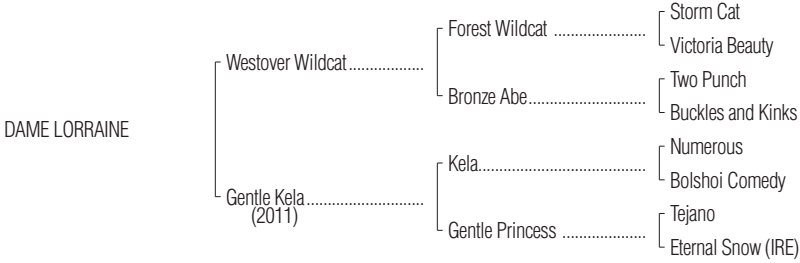 Storm Cat
Forest Wildcat ......................
Victoria Beauty
Westover Wildcat..................
Two Punch
Bronze Abe............................
Buckles and Kinks
DAME LORRAINE
Numerous
Kela........................................
Bolshoi Comedy
Gentle Kela............................
(2011)
Tejano
Gentle Princess ....................
Eternal Snow (IRE)